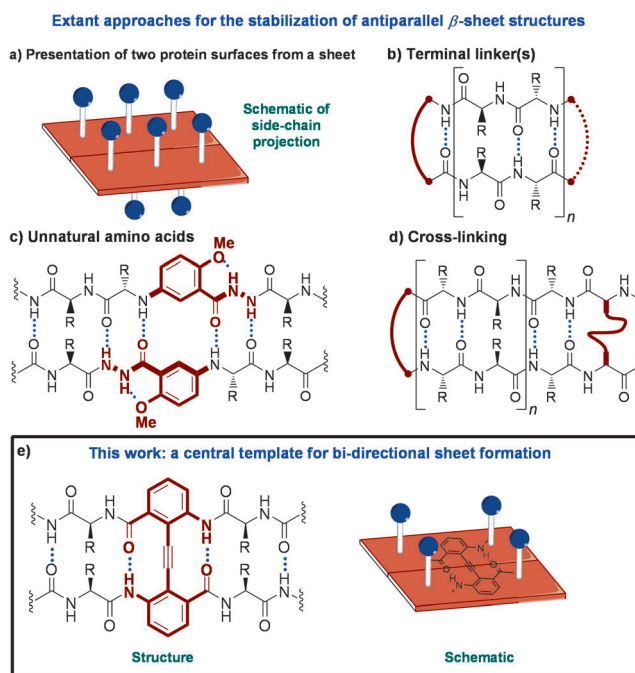 Extant approaches for the stabilization of antiparallel β-sheet structures
a) Presentation of two protein surfaces from a sheet
Schematic of
side-chain
projection
b) Terminal linker(s)
O
H
N
R
O
N
H
R
N
H
O
O
O
N
H
R
O
H
N
N
H
R
O
n
c) Unnatural amino acids
Me
O
H
N
N
H
O
R
N
H
O
R
N
H
O
H
N
R
O
N
H
R
O
N
H
H
N
O
O
Me
N
H
R
O
H
N
R
O
d) Cross-linking
O
H
N
R
O
N
H
R
O
H
N
R
O
N
H
O
N
H
R
O
H
N
R
O
N
H
R
O
H
N
O
n
e)
This work: a central template for bi-directional sheet formation
N
H
O
R
H
N
O
H
N
O
R
H
N
O
O
N
H
R
O
N
H
O
N
H
R
O
N
H
O
H
N
O
N
H
Structure
Schematic